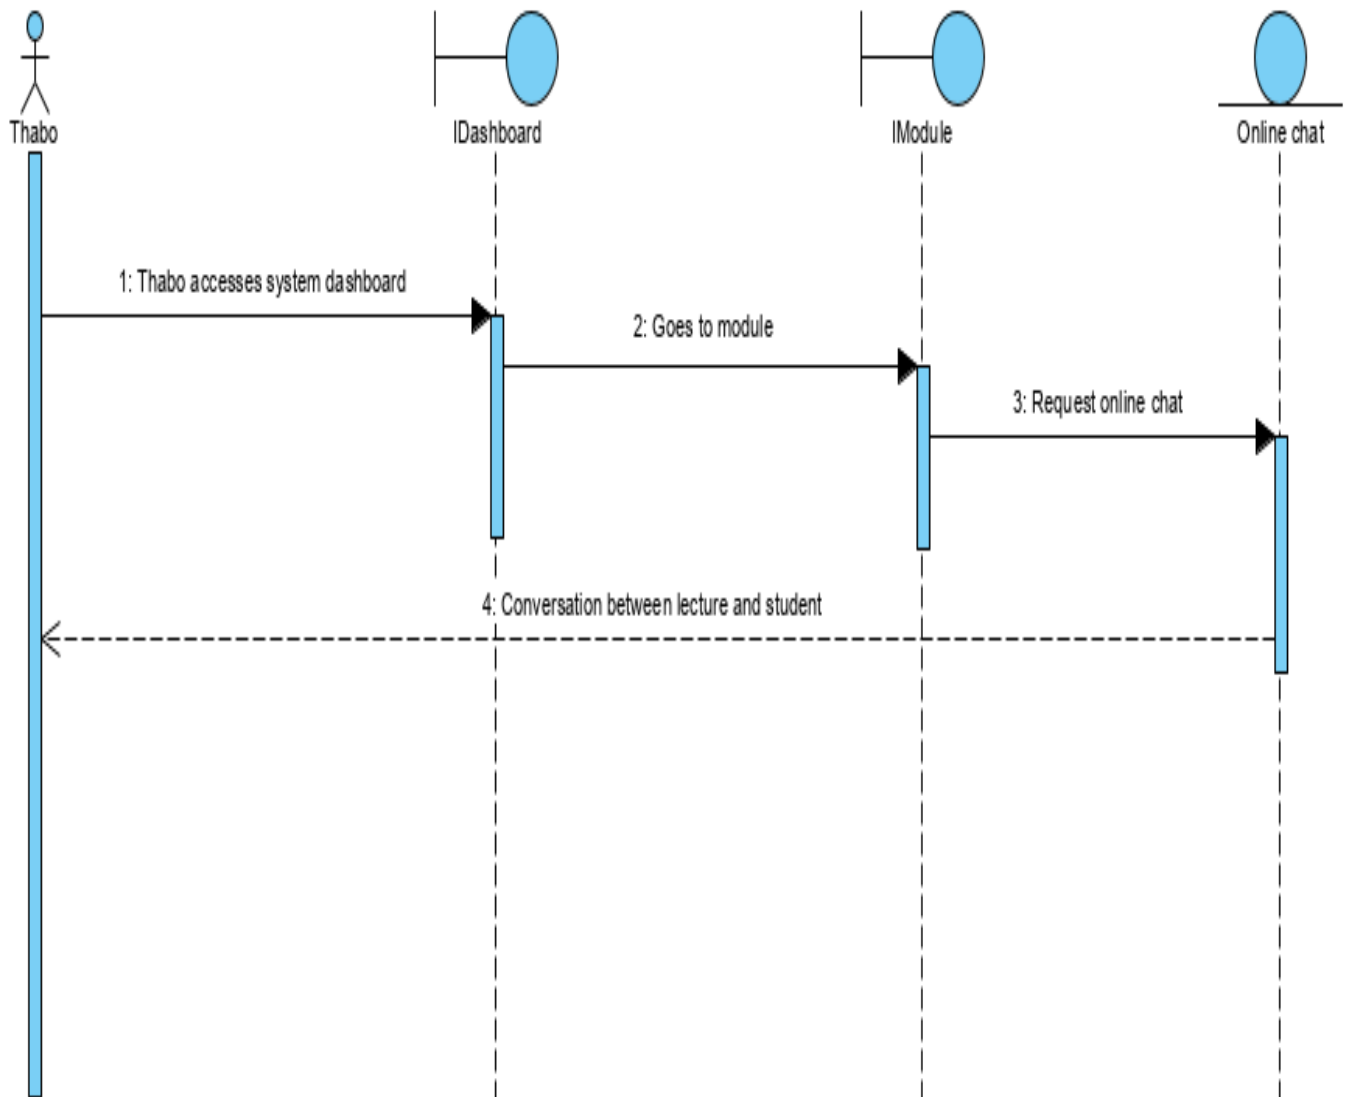 Thabo
IDashboard
IModule
Online chat
1: Thabo accesses system dashboard
2: Goes to module
3: Request online chat
4: Conversation between lecture and student